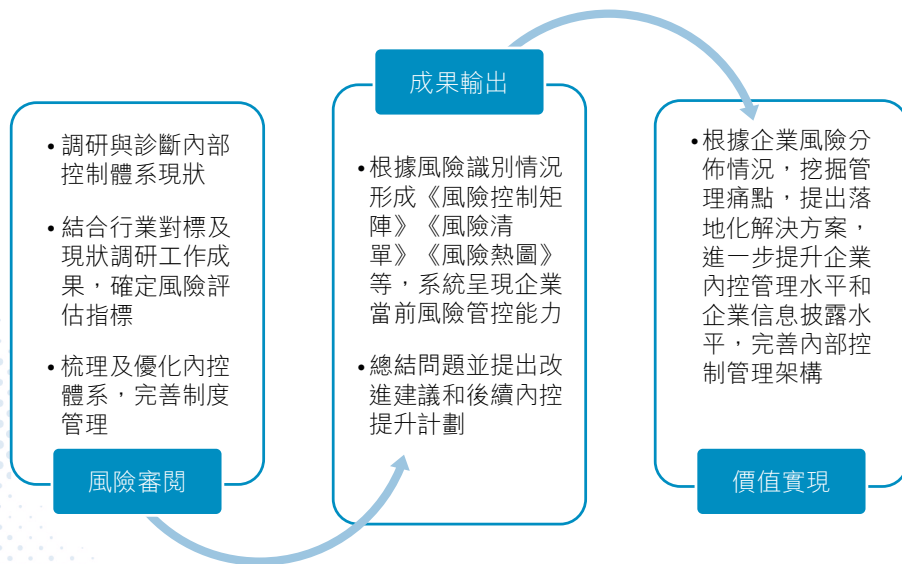 • 調研與診斷內部
控制體系現狀
• 結合行業對標及
現狀調研工作成
果，確定風險評
估指標
• 梳理及優化內控
體系，完善制度
管理
風險審閱
成果輸出
• 根據風險識別情況
形成《風險控制矩
陣》《風險清
單》《風險熱圖》
等，系統呈現企業
當前風險管控能力
• 總結問題並提出改
進建議和後續內控
提升計劃
• 根據企業風險分
佈情況，挖掘管
理痛點，提出落
地化解決方案，
進一步提升企業
內控管理水平和
企業信息披露水
平，完善內部控
制管理架構
價值實現